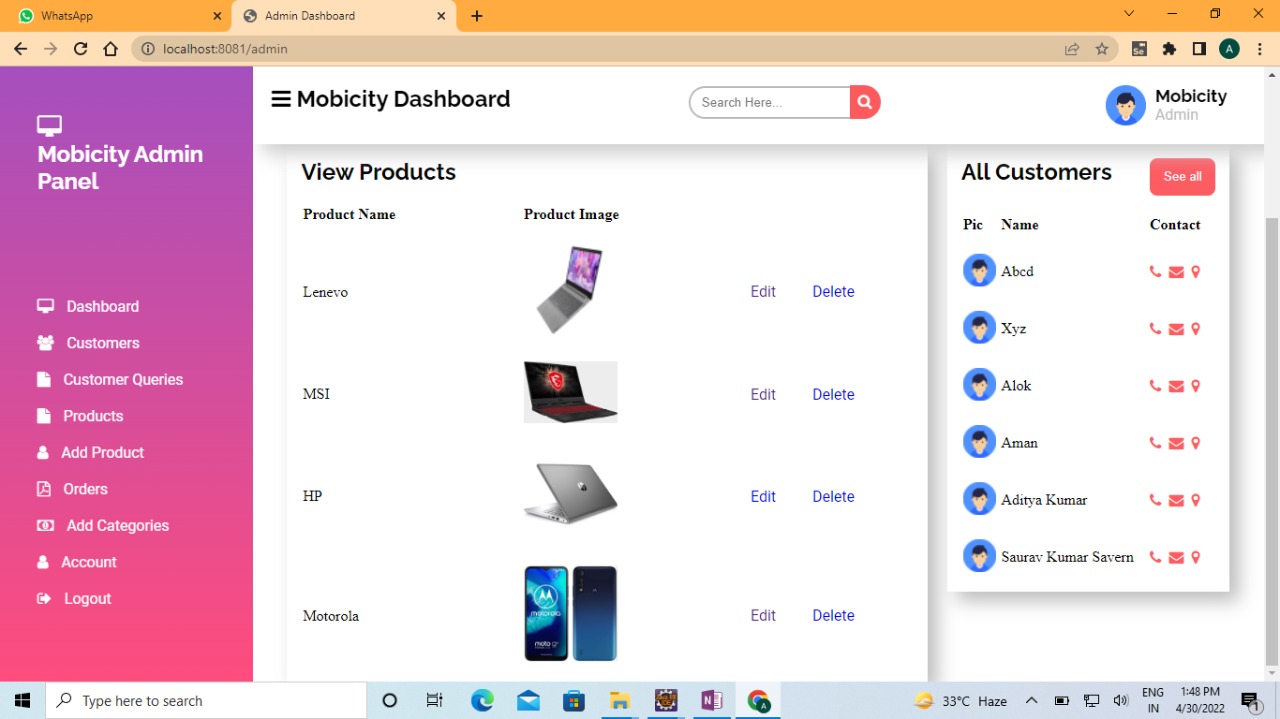 WhatsApp
Admin Dashboard
localhost:8081/admin
Se
A
Mobicity Admin
Panel
Dashboard
Customers
Customer Queries
Products
Add Product
Orders
Add Categories
Account
Logout
Mobicity Dashboard
Search Here...
Mobicity
Admin
View Products
Product Name Product Image
Lenevo Edit Delete
MSI Edit Delete
HP Edit Delete
Motorola Edit Delete
motorola
All Customers
See all
Pic Name Contact
Abcd
Xyz
Alok
Aman
Aditya Kumar
Saurav Kumar Savern
Type here to search
33°C Haze
ENG
IN
1:48 PM
4/30/2022
1